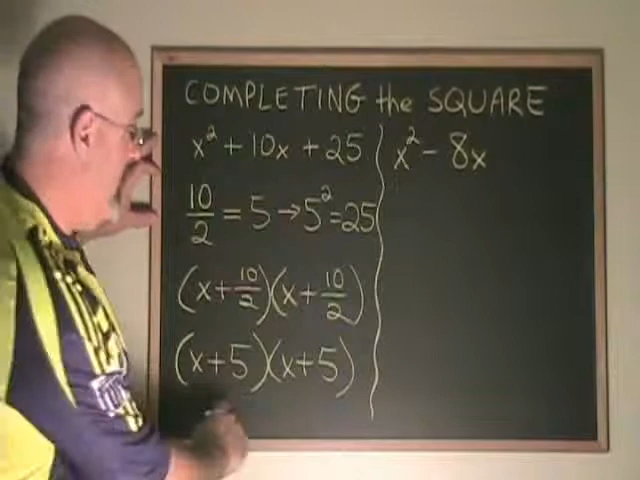 COMPLETING the SQUARE
x² + 10x + 25
10/2 = 5 → 5² = 25
(x + 10/2)(x + 10/2)
(x + 5)(x + 5)
x² - 8x